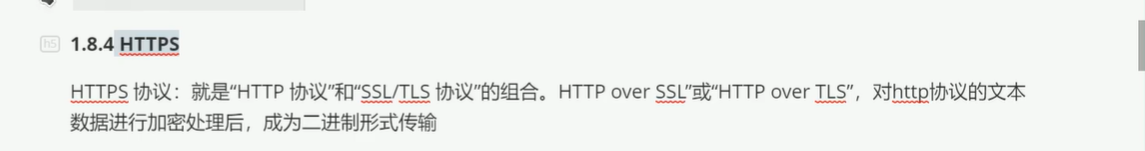 h5
1.8.4 HTTPS
HTTPS 协议：就是“HTTP 协议”和“SSL/TLS 协议”的组合。HTTP over SSL”或“HTTP over TLS”，对http协议的文本
数据进行加密处理后，成为二进制形式传输